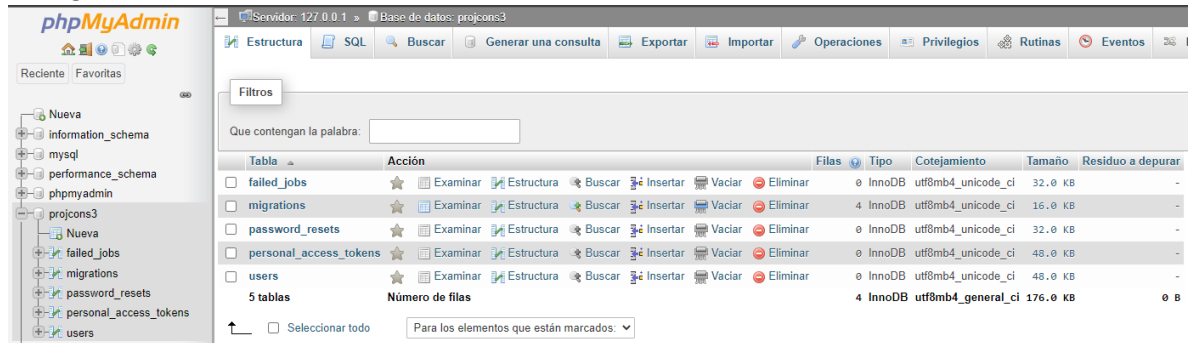 phpMyAdmin
Reciente Favoritas
Nueva
information_schema
mysql
performance_schema
phpmyadmin
projcons3
Nueva
failed_jobs
migrations
password_resets
personal_access_tokens
users
Servidor: 127.0.0.1 » Base de datos: projcons3
Estructura SQL Buscar Generar una consulta Exportar Importar Operaciones Privilegios Rutinas Eventos
Filtros
Que contengan la palabra:
Tabla Acción Filas Tipo Cotejamiento Tamaño Residuo a depurar
failed_jobs Examinar Estructura Buscar Insertar Vaciar Eliminar 0 InnoDB utf8mb4_unicode_ci 32.0 KB -
migrations Examinar Estructura Buscar Insertar Vaciar Eliminar 4 InnoDB utf8mb4_unicode_ci 16.0 KB -
password_resets Examinar Estructura Buscar Insertar Vaciar Eliminar 0 InnoDB utf8mb4_unicode_ci 32.0 KB -
personal_access_tokens Examinar Estructura Buscar Insertar Vaciar Eliminar 0 InnoDB utf8mb4_unicode_ci 48.0 KB -
users Examinar Estructura Buscar Insertar Vaciar Eliminar 0 InnoDB utf8mb4_unicode_ci 48.0 KB -
5 tablas Número de filas 4 InnoDB utf8mb4_general_ci 176.0 KB 0 B
Seleccionar todo Para los elementos que están marcados: